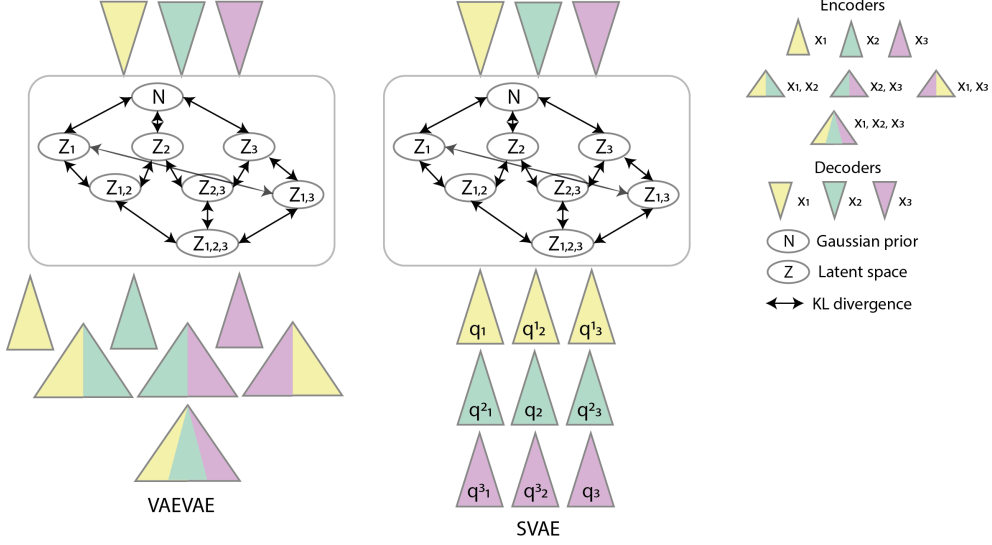 N
Z1 Z2 Z3
Z1,2 Z2,3 Z1,3
Z1,2,3
VAEVAE
N
Z1 Z2 Z3
Z1,2 Z2,3 Z1,3
Z1,2,3
q1 q¹2 q¹3
q²1 q2 q²3
q³1 q³2 q3
SVAE
Encoders
x1 x2 x3
x1, x2 x2, x3 x1, x3
x1, x2, x3
Decoders
x1 x2 x3
N Gaussian prior
Z Latent space
KL divergence